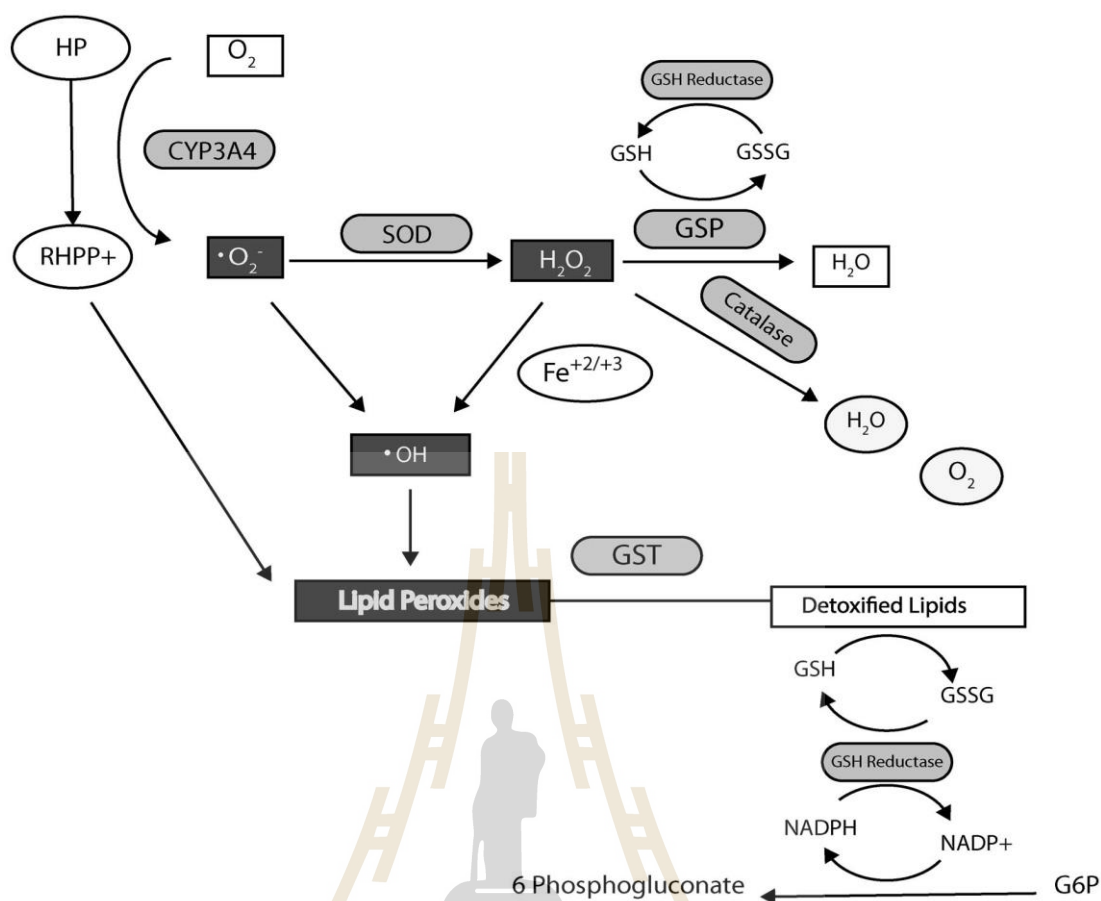 HP
O₂
GSH Reductase
CYP3A4
GSH
GSSG
RHPP+
SOD
GSP
•O₂⁻
H₂O₂
H₂O
Catalase
Fe⁺²/⁺³
H₂O
•OH
O₂
GST
Lipid Peroxides
Detoxified Lipids
GSH
GSSG
GSH Reductase
NADPH
NADP+
6 Phosphogluconate
G6P